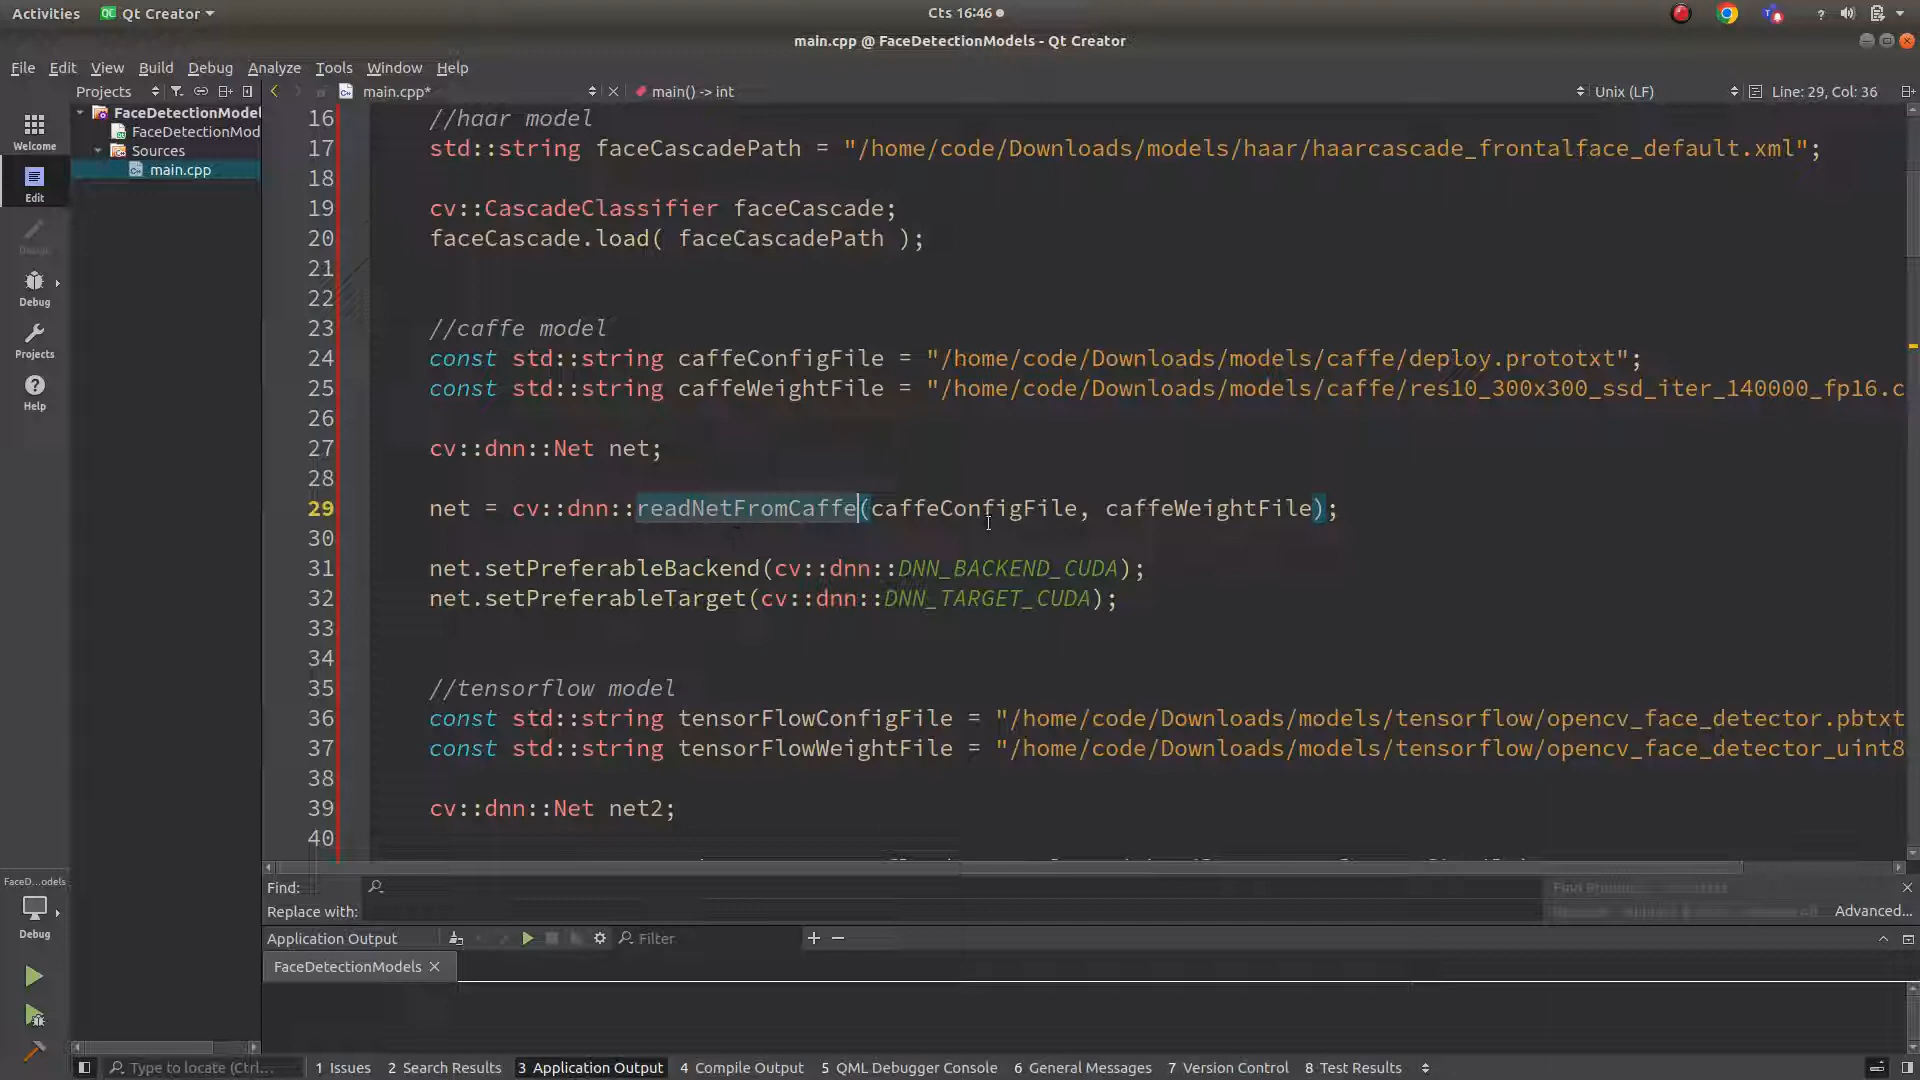 Activities
Qt Creator
Cts 16:46
main.cpp @ FaceDetectionModels - Qt Creator
File Edit View Build Debug Analyze Tools Window Help
Projects
main.cpp*
main() -> int
Unix (LF)
Line: 29, Col: 36
FaceDetectionModel
FaceDetectionMod
Sources
main.cpp
Welcome
Edit
Debug
Projects
Help
16 //haar model
17 std::string faceCascadePath = "/home/code/Downloads/models/haar/haarcascade_frontalface_default.xml";
18
19 cv::CascadeClassifier faceCascade;
20 faceCascade.load( faceCascadePath );
21
22
23 //caffe model
24 const std::string caffeConfigFile = "/home/code/Downloads/models/caffe/deploy.prototxt";
25 const std::string caffeWeightFile = "/home/code/Downloads/models/caffe/res10_300x300_ssd_iter_140000_fp16.c
26
27 cv::dnn::Net net;
28
29 net = cv::dnn::readNetFromCaffe(caffeConfigFile, caffeWeightFile);
30
31 net.setPreferableBackend(cv::dnn::DNN_BACKEND_CUDA);
32 net.setPreferableTarget(cv::dnn::DNN_TARGET_CUDA);
33
34
35 //tensorflow model
36 const std::string tensorFlowConfigFile = "/home/code/Downloads/models/tensorflow/opencv_face_detector.pbtxt
37 const std::string tensorFlowWeightFile = "/home/code/Downloads/models/tensorflow/opencv_face_detector_uint8
38
39 cv::dnn::Net net2;
40
Find:
Replace with:
Advanced...
Application Output
Filter
FaceDetectionModels
FaceD...odels
Debug
Type to locate (Ctrl...
1 Issues
2 Search Results
3 Application Output
4 Compile Output
5 QML Debugger Console
6 General Messages
7 Version Control
8 Test Results